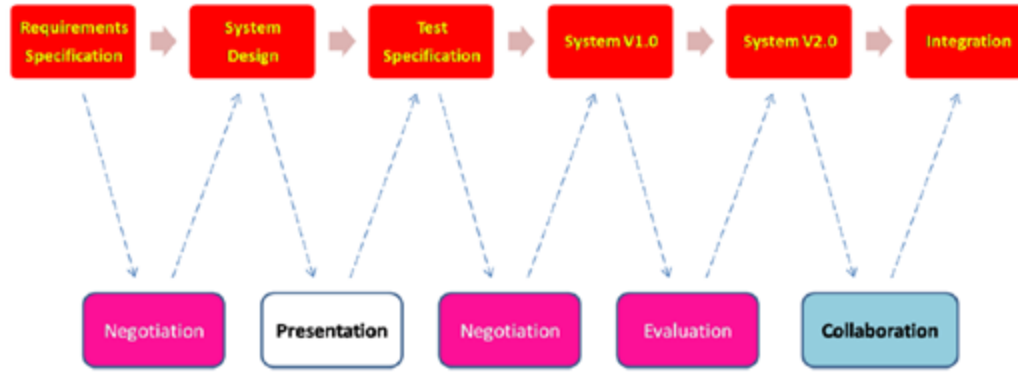 Requirements
Specification
System
Design
Test
Specification
System V1.0
System V2.0
Integration
Negotiation
Presentation
Negotiation
Evaluation
Collaboration